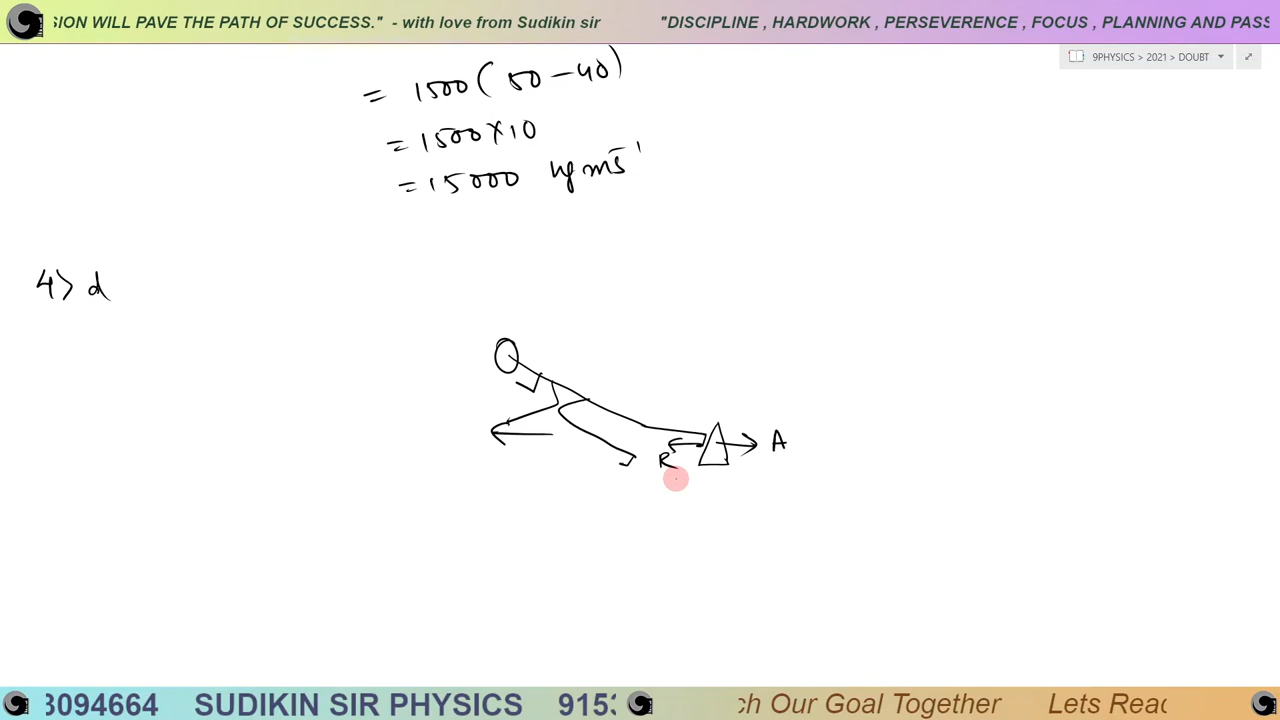 SION WILL PAVE THE PATH OF SUCCESS." - with love from Sudikin sir "DISCIPLINE , HARDWORK , PERSEVERENCE , FOCUS , PLANNING AND PASS
9PHYSICS > 2021 > DOUBT
= 1500 ( 50 - 40 )
= 1500 × 10
= 15000 kg ms⁻¹
4> d
R A
3094664 SUDIKIN SIR PHYSICS 915 ch Our Goal Together Lets Reac